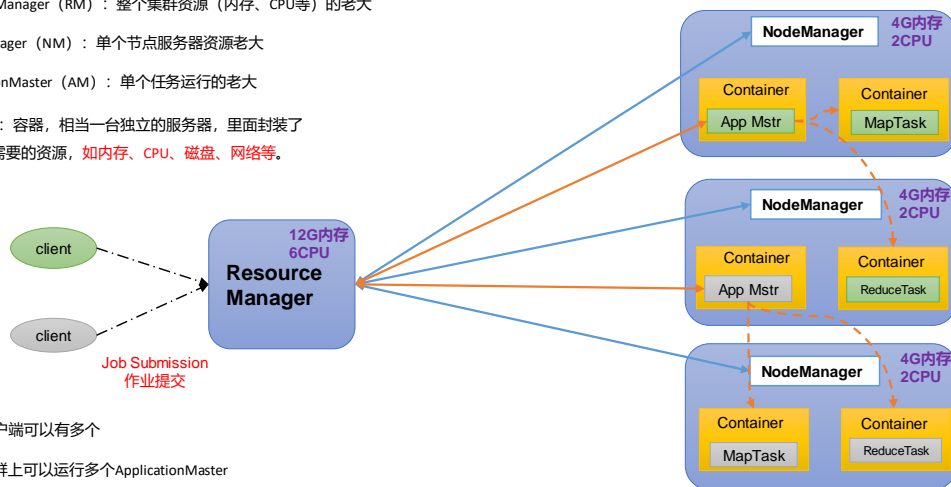 Manager（RM）：整个集群资源（内存、CPU等）的老大
ager（NM）：单个节点服务器资源老大
onMaster（AM）：单个任务运行的老大
：容器，相当一台独立的服务器，里面封装了
需要的资源，如内存、CPU、磁盘、网络等。
client
client
Job Submission
作业提交
12G内存
6CPU
Resource
Manager
NodeManager
4G内存
2CPU
Container
App Mstr
Container
MapTask
NodeManager
4G内存
2CPU
Container
App Mstr
Container
ReduceTask
NodeManager
4G内存
2CPU
Container
MapTask
Container
ReduceTask
户端可以有多个
群上可以运行多个ApplicationMaster